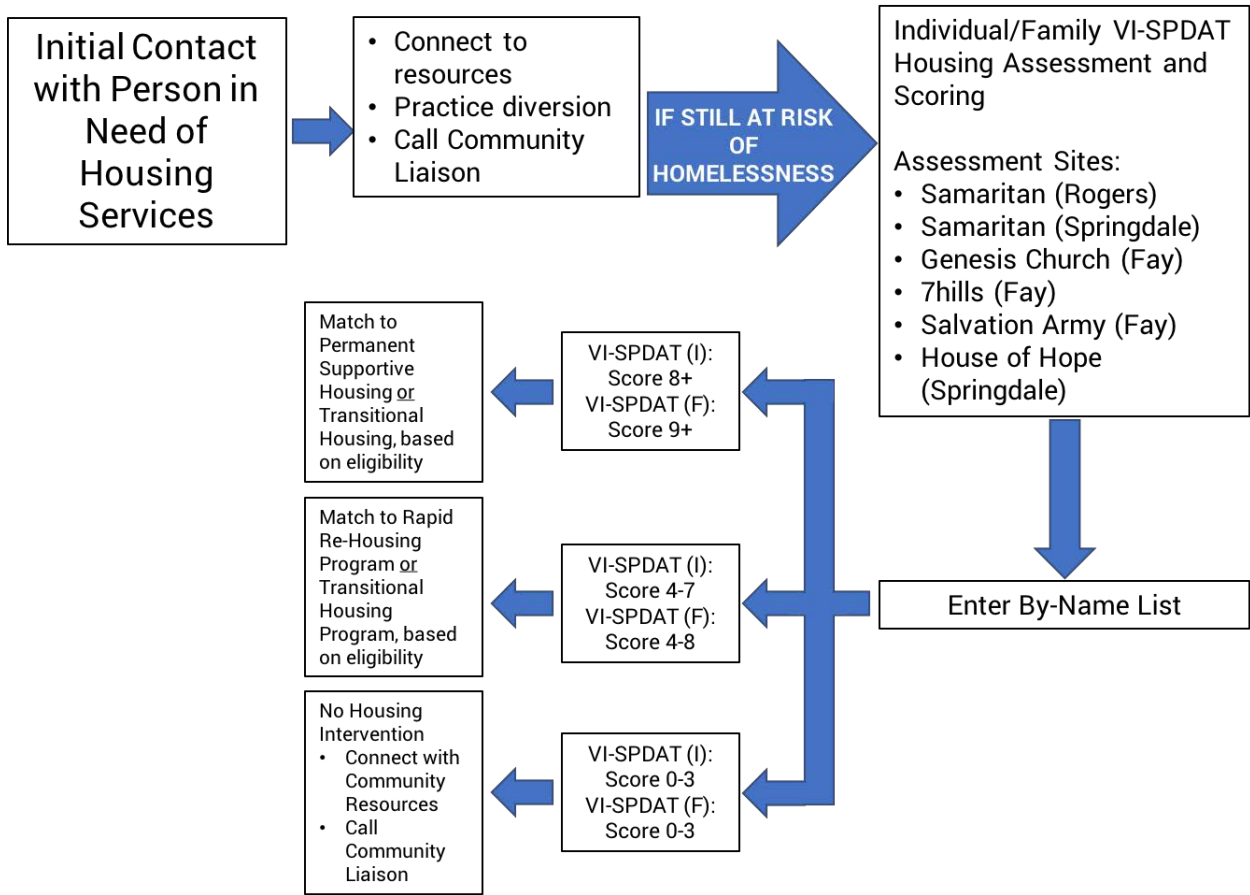 Initial Contact
with Person in
Need of
Housing
Services
• Connect to
resources
• Practice diversion
• Call Community
Liaison
IF STILL AT RISK
OF
HOMELESSNESS
Individual/Family VI-SPDAT
Housing Assessment and
Scoring
Assessment Sites:
• Samaritan (Rogers)
• Samaritan (Springdale)
• Genesis Church (Fay)
• 7hills (Fay)
• Salvation Army (Fay)
• House of Hope
(Springdale)
Enter By-Name List
VI-SPDAT (I):
Score 8+
VI-SPDAT (F):
Score 9+
Match to
Permanent
Supportive
Housing or
Transitional
Housing, based
on eligibility
VI-SPDAT (I):
Score 4-7
VI-SPDAT (F):
Score 4-8
Match to Rapid
Re-Housing
Program or
Transitional
Housing
Program, based
on eligibility
VI-SPDAT (I):
Score 0-3
VI-SPDAT (F):
Score 0-3
No Housing
Intervention
• Connect with
Community
Resources
• Call
Community
Liaison